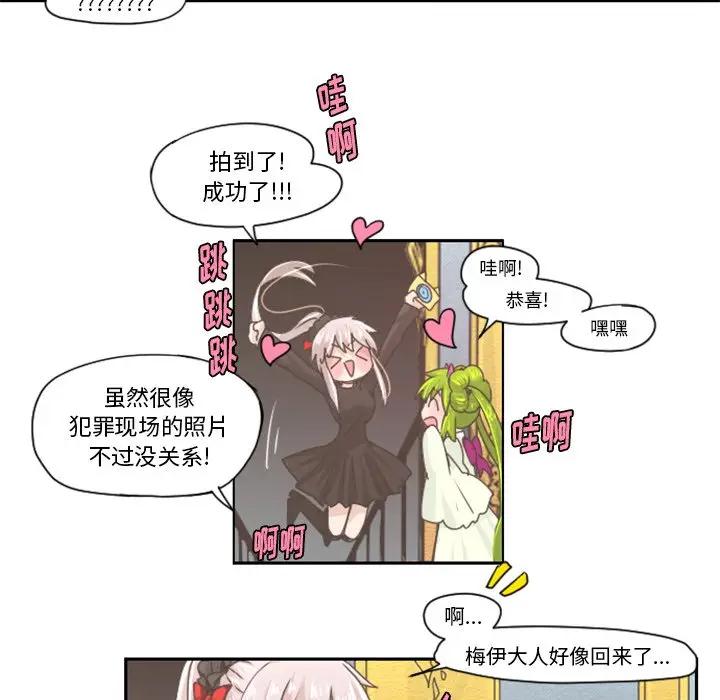 ????????
哇
啊
拍到了!
成功了!!!
跳
跳
跳
哇啊!
恭喜!
嘿嘿
虽然很像
犯罪现场的照片
不过没关系!
哇啊
啊啊
啊...
梅伊大人好像回来了...